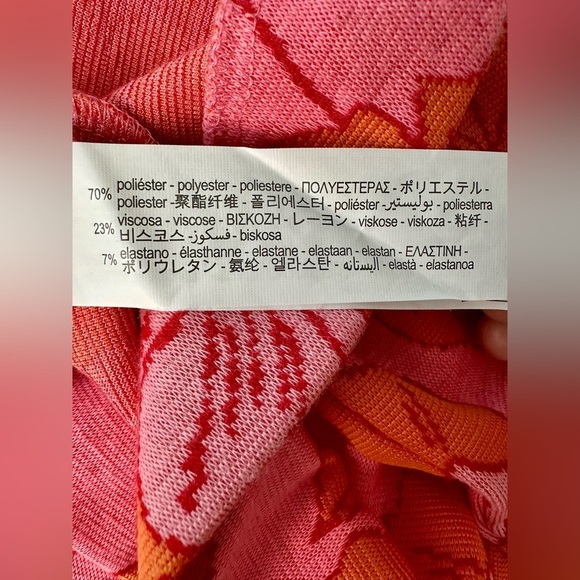 70% poliéster - polyester - poliestere - ΠΟΛΥΕΣΤΕΡΑΣ - ポリエステル -
poliester - 聚酯纤维 - 폴리에스터 - poliéster - بوليستير - poliesterra
23% viscosa - viscose - ΒΙΣΚΟΖΗ - レーヨン - viskose - viskoza - 粘纤 -
비스코스 - فسكوز - biskosa
7% elastano - élasthanne - elastane - elastaan - elastan - ΕΛΑΣΤΙΝΗ -
ポリウレタン - 氨纶 - 엘라스탄 - البستانه - elastà - elastanoa